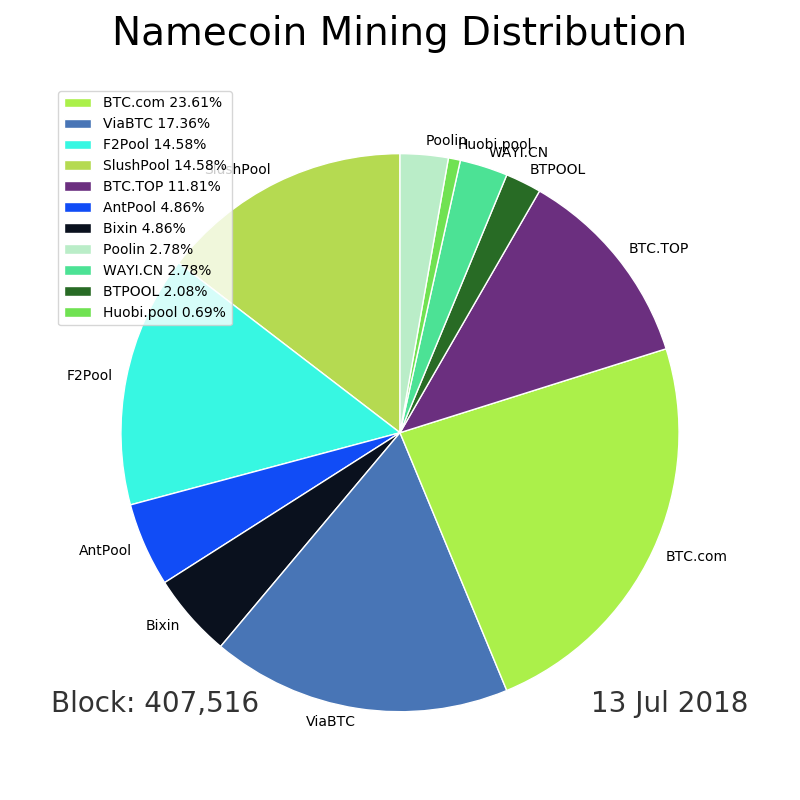 Namecoin Mining Distribution
BTC.com 23.61%
ViaBTC 17.36%
F2Pool 14.58%
SlushPool 14.58%
BTC.TOP 11.81%
AntPool 4.86%
Bixin 4.86%
Poolin 2.78%
WAYI.CN 2.78%
BTPOOL 2.08%
Huobi.pool 0.69%
Poolin
Huobi.pool
WAYI.CN
BTPOOL
SlushPool
BTC.TOP
F2Pool
AntPool
BTC.com
Bixin
ViaBTC
Block: 407,516
13 Jul 2018